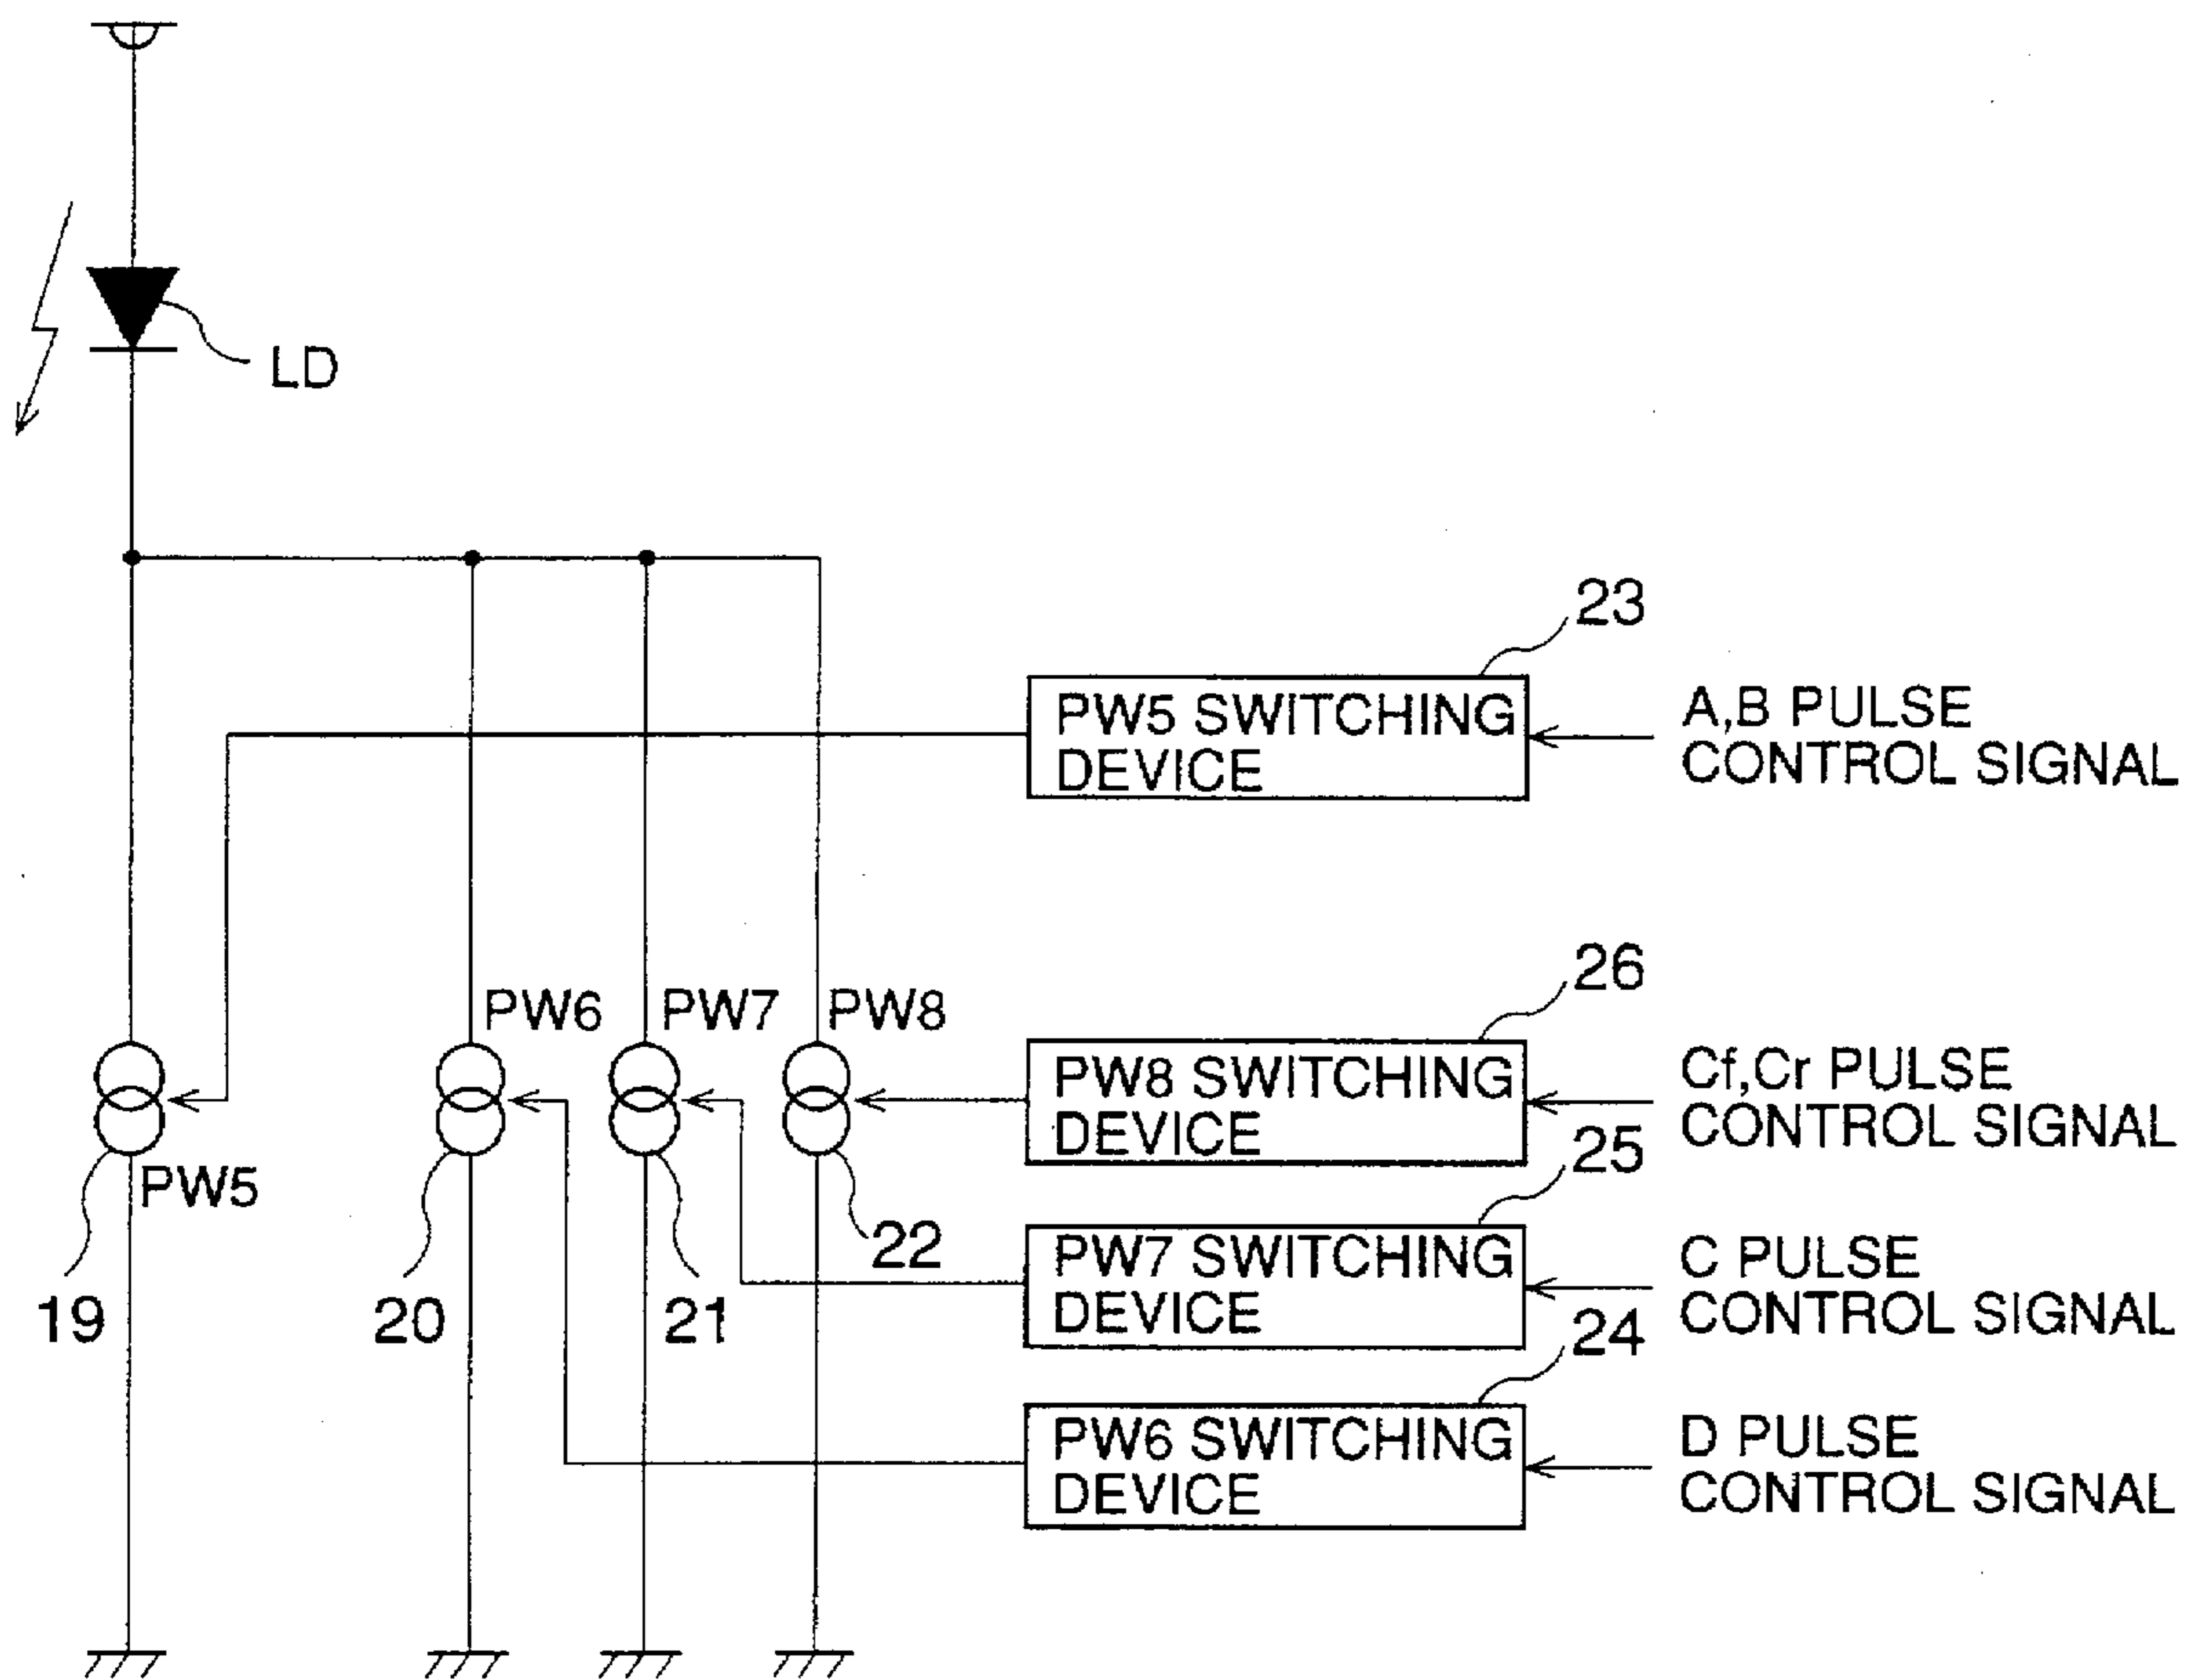 LD
23
PW5 SWITCHING
DEVICE
A,B PULSE
CONTROL SIGNAL
26
PW6
PW7
PW8
PW8 SWITCHING
DEVICE
Cf,Cr PULSE
CONTROL SIGNAL
25
PW5
22
PW7 SWITCHING
DEVICE
C PULSE
CONTROL SIGNAL
19
20
21
24
PW6 SWITCHING
DEVICE
D PULSE
CONTROL SIGNAL